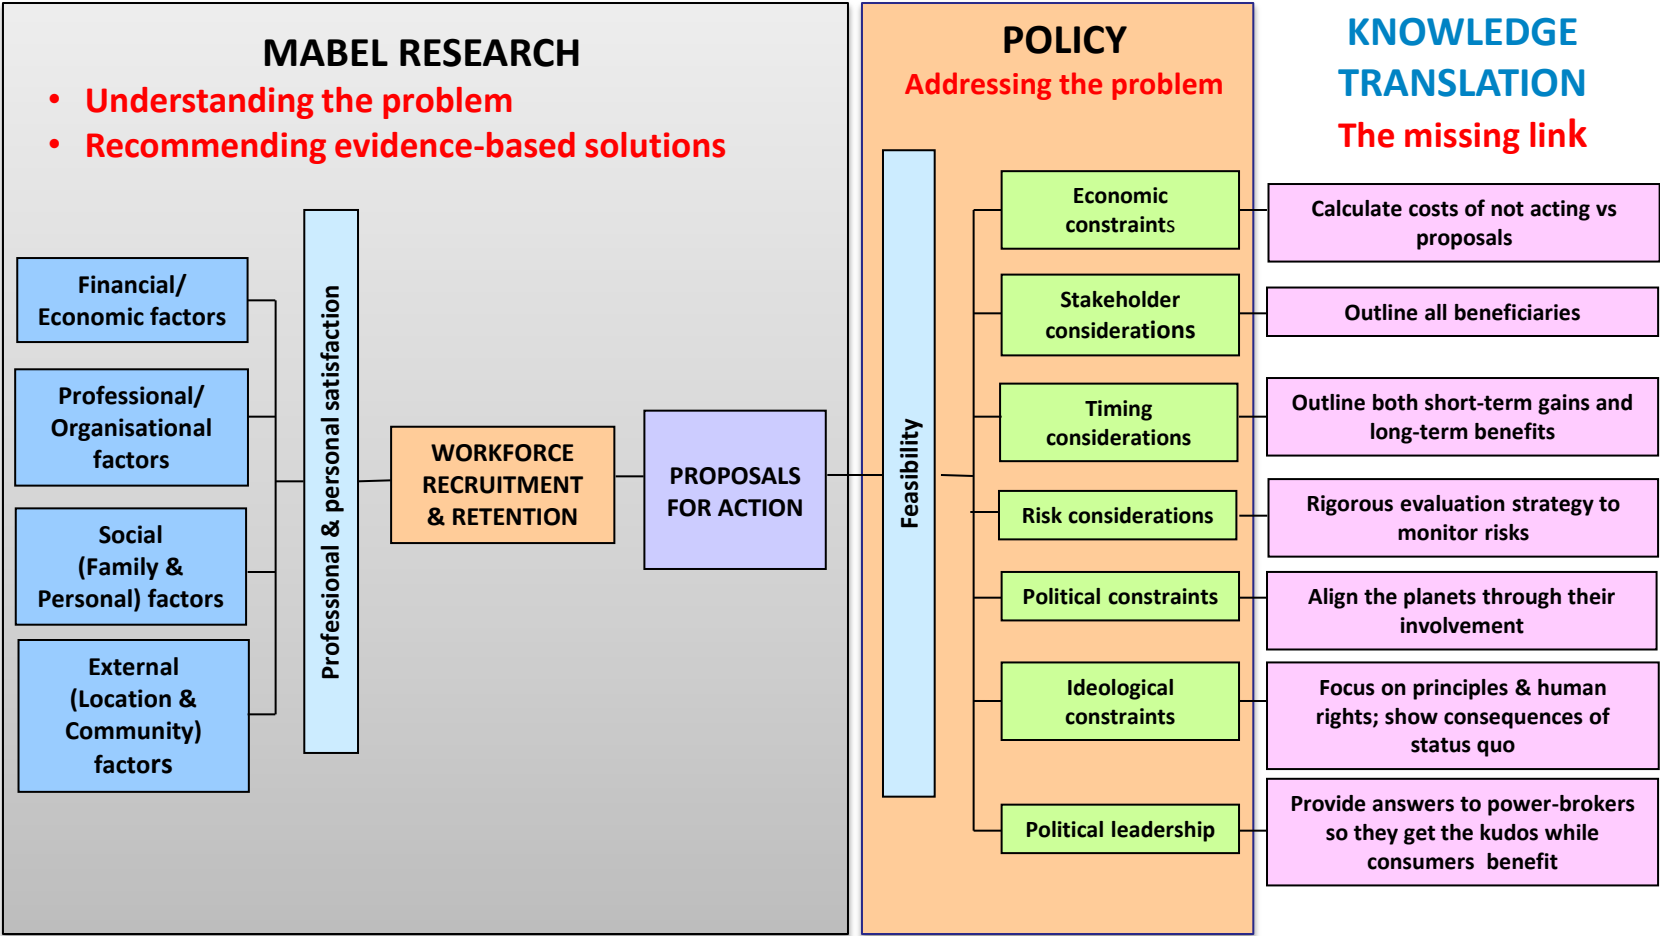 MABEL RESEARCH
• Understanding the problem
• Recommending evidence-based solutions
Financial/
Economic factors
Professional/
Organisational
factors
Social
(Family &
Personal) factors
External
(Location &
Community)
factors
Professional & personal satisfaction
WORKFORCE
RECRUITMENT
& RETENTION
PROPOSALS
FOR ACTION
POLICY
Addressing the problem
Feasibility
Economic
constraints
Stakeholder
considerations
Timing
considerations
Risk considerations
Political constraints
Ideological
constraints
Political leadership
KNOWLEDGE
TRANSLATION
The missing link
Calculate costs of not acting vs
proposals
Outline all beneficiaries
Outline both short-term gains and
long-term benefits
Rigorous evaluation strategy to
monitor risks
Align the planets through their
involvement
Focus on principles & human
rights; show consequences of
status quo
Provide answers to power-brokers
so they get the kudos while
consumers benefit